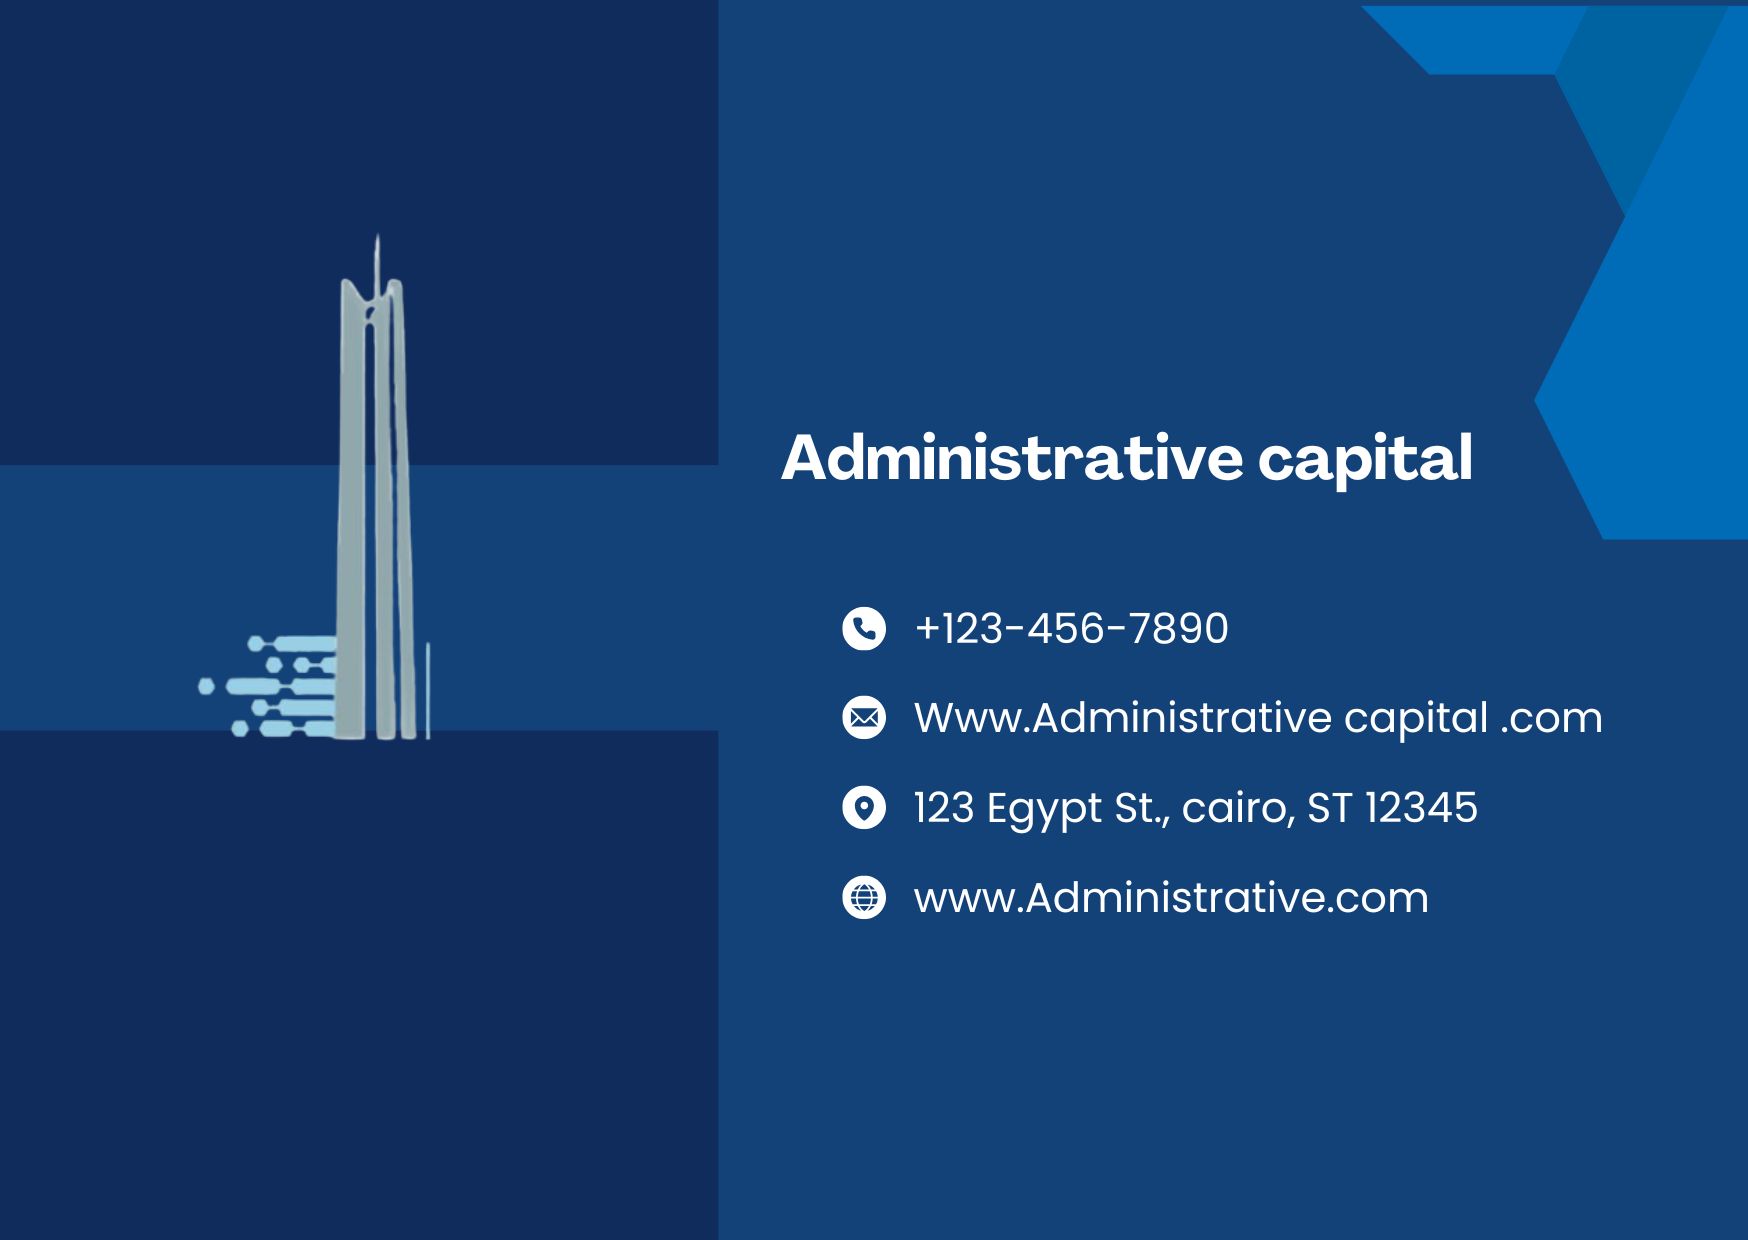 Administrative capital
+123-456-7890
Www.Administrative capital .com
123 Egypt St., cairo, ST 12345
www.Administrative.com